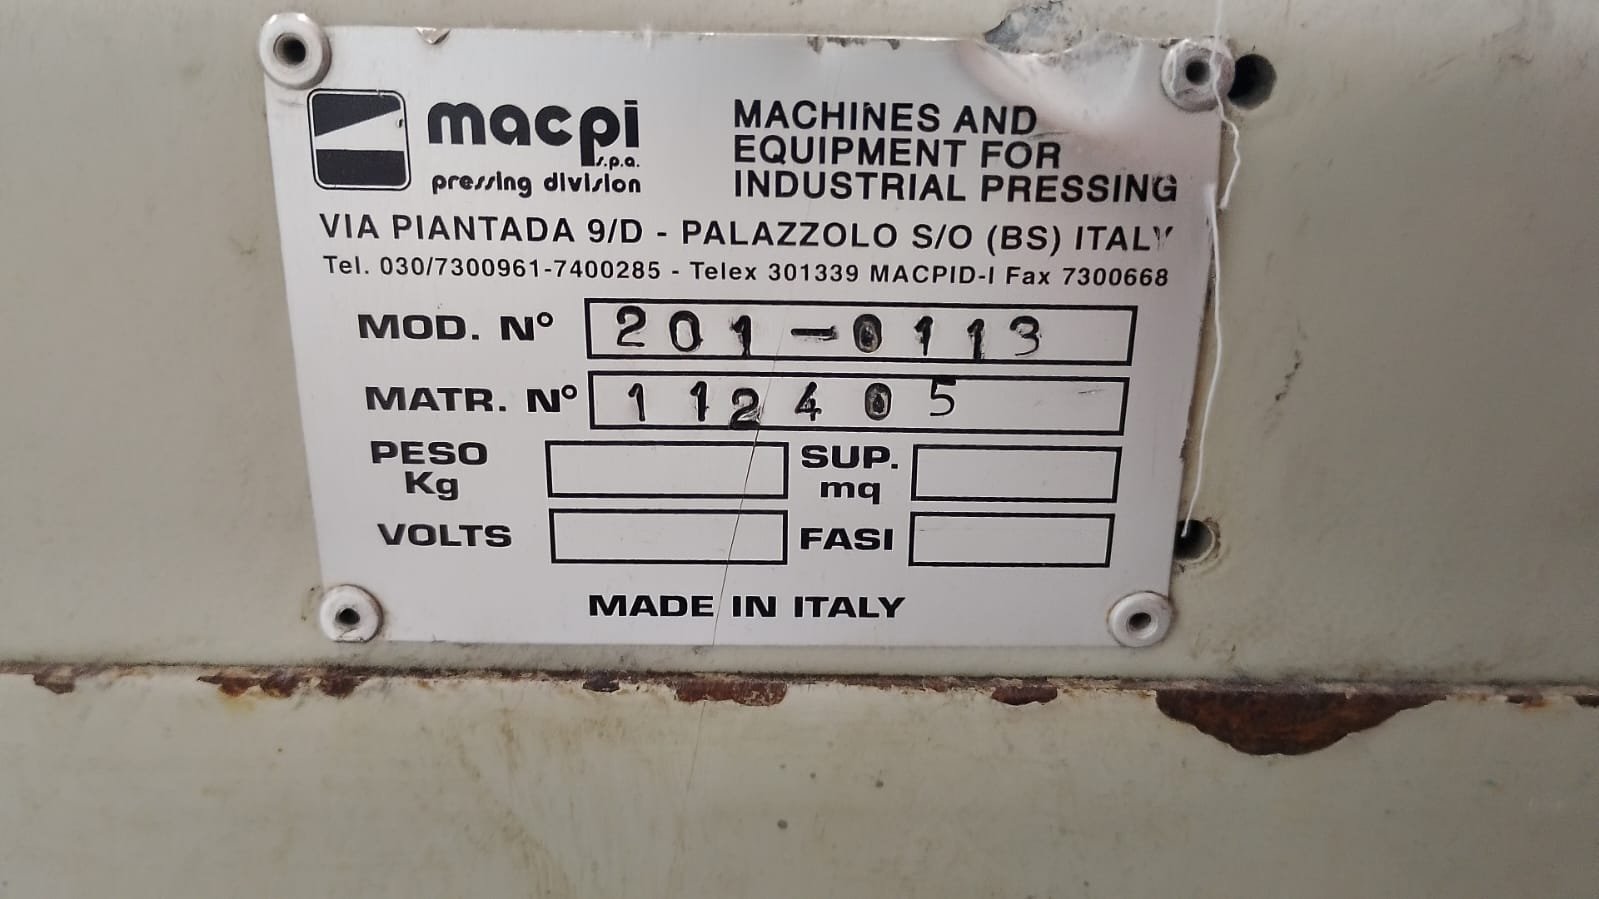 macpi
s.p.a.
pressing division
MACHINES AND
EQUIPMENT FOR
INDUSTRIAL PRESSING
VIA PIANTADA 9/D - PALAZZOLO S/O (BS) ITALY
Tel. 030/7300961-7400285 - Telex 301339 MACPID-I Fax 7300668
MOD. Nº 201-0113
MATR. Nº 112405
PESO
Kg
SUP.
mq
VOLTS
FASI
MADE IN ITALY